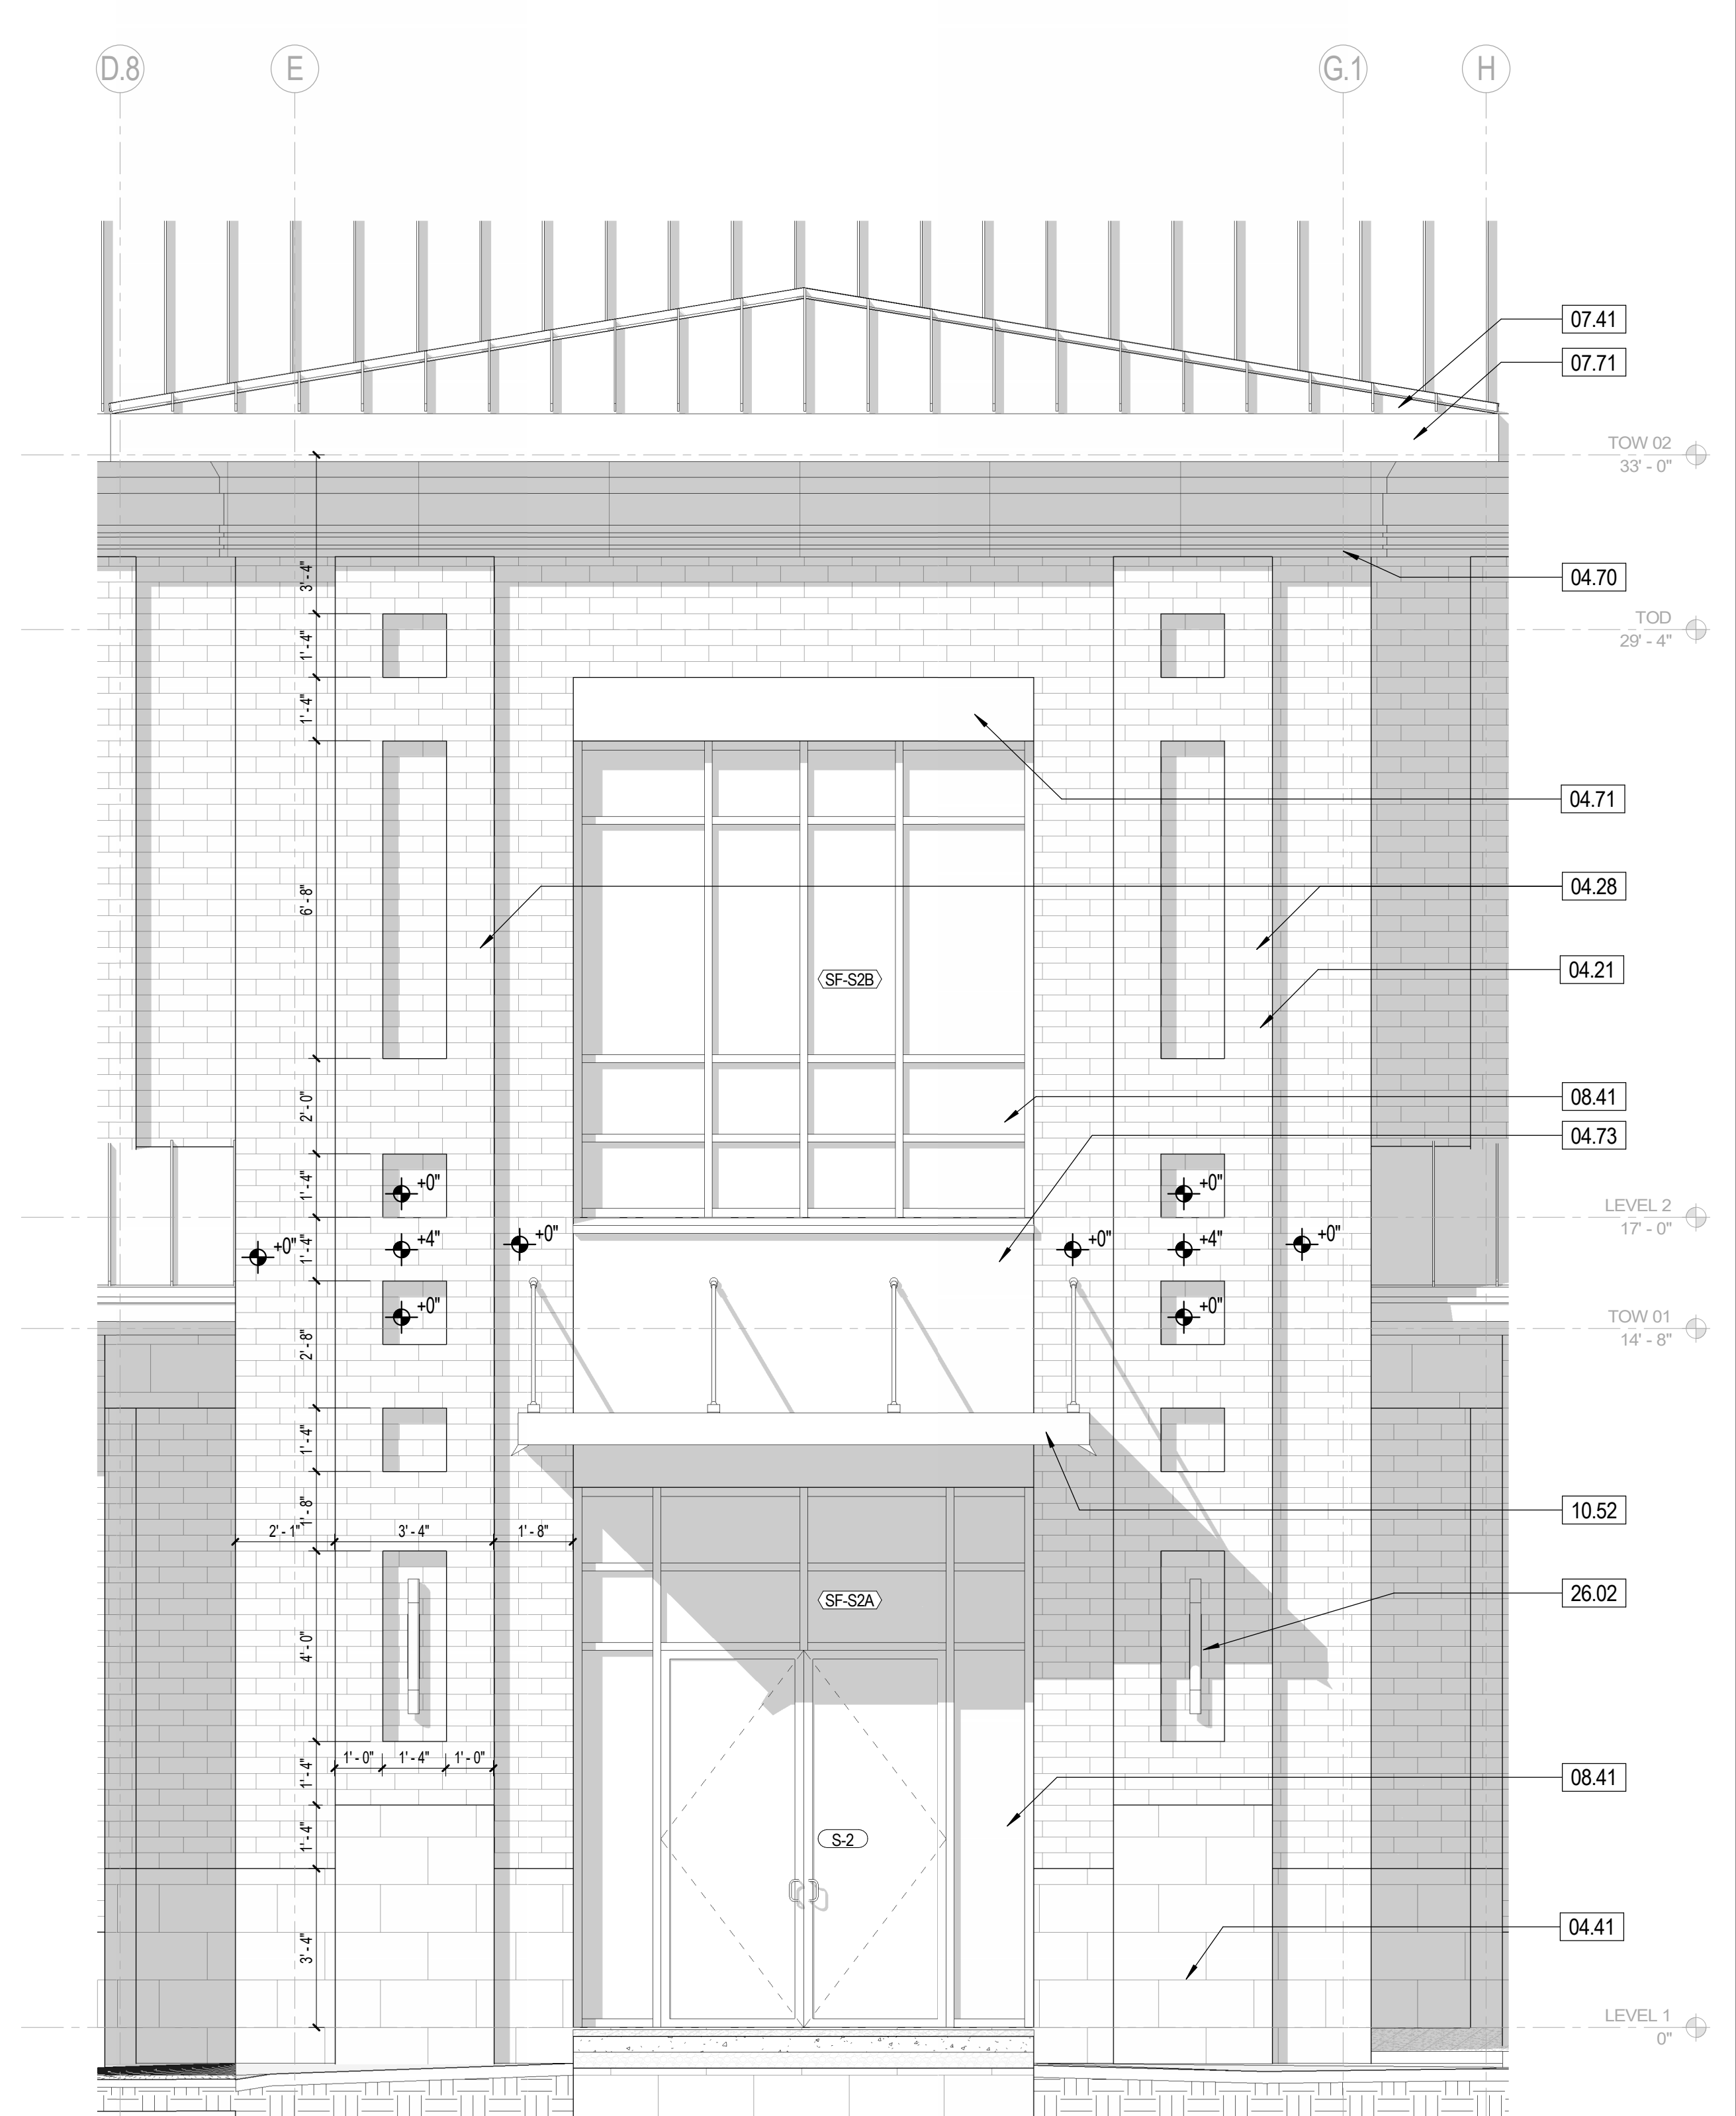 D.8
E
G.1
H
07.41
07.71
TOW 02
33' - 0"
04.70
3' - 4"
TOD
29' - 4"
1' - 4"
1' - 4"
04.71
6' - 8"
04.28
04.21
SF-S2B
08.41
2' - 0"
04.73
1' - 4"
+0"
+0"
LEVEL 2
17' - 0"
+0"
1' - 4"
+4"
+0"
+0"
+4"
+0"
+0"
+0"
TOW 01
14' - 8"
2' - 8"
1' - 4"
10.52
1' - 8"
2' - 1"
3' - 4"
1' - 8"
SF-S2A
26.02
4' - 0"
1' - 0"
1' - 4"
1' - 0"
1' - 4"
08.41
1' - 4"
S-2
04.41
3' - 4"
LEVEL 1
0"